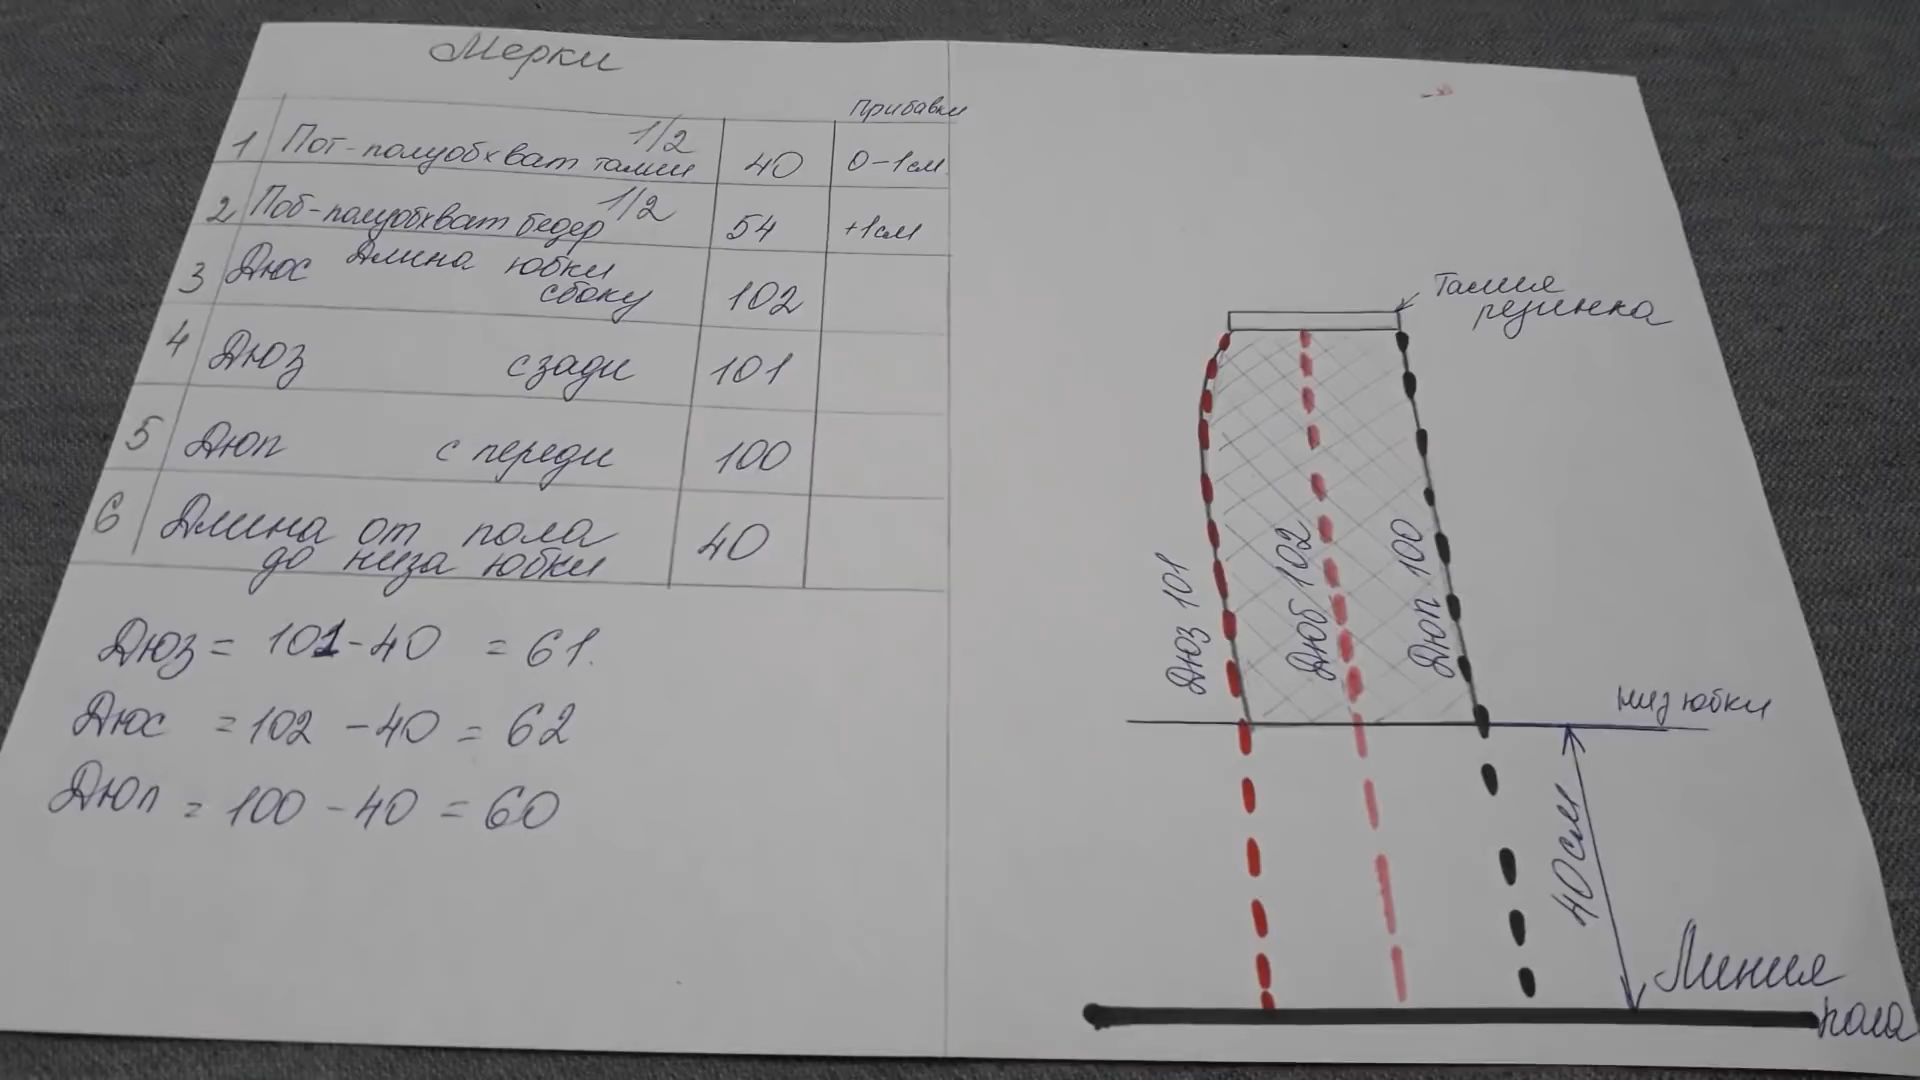 Мерки
Прибавки
1 Пот-полуобхват талии 1/2 40 0-1см.
2 Поб-полуобхват бедер 1/2 54 +1см
3 Дюс Длина юбки
сбоку 102
4 Дюз сзади 101
5 Дюп с переди 100
6 Длина от пола
до низа юбки 40
Дюз = 101-40 = 61.
Дюс = 102 - 40 = 62
Дюп = 100 - 40 = 60
Талия
резинка
Дюз 101
Дюб 102
Дюп 100
низ юбки
40см
Линия
пола